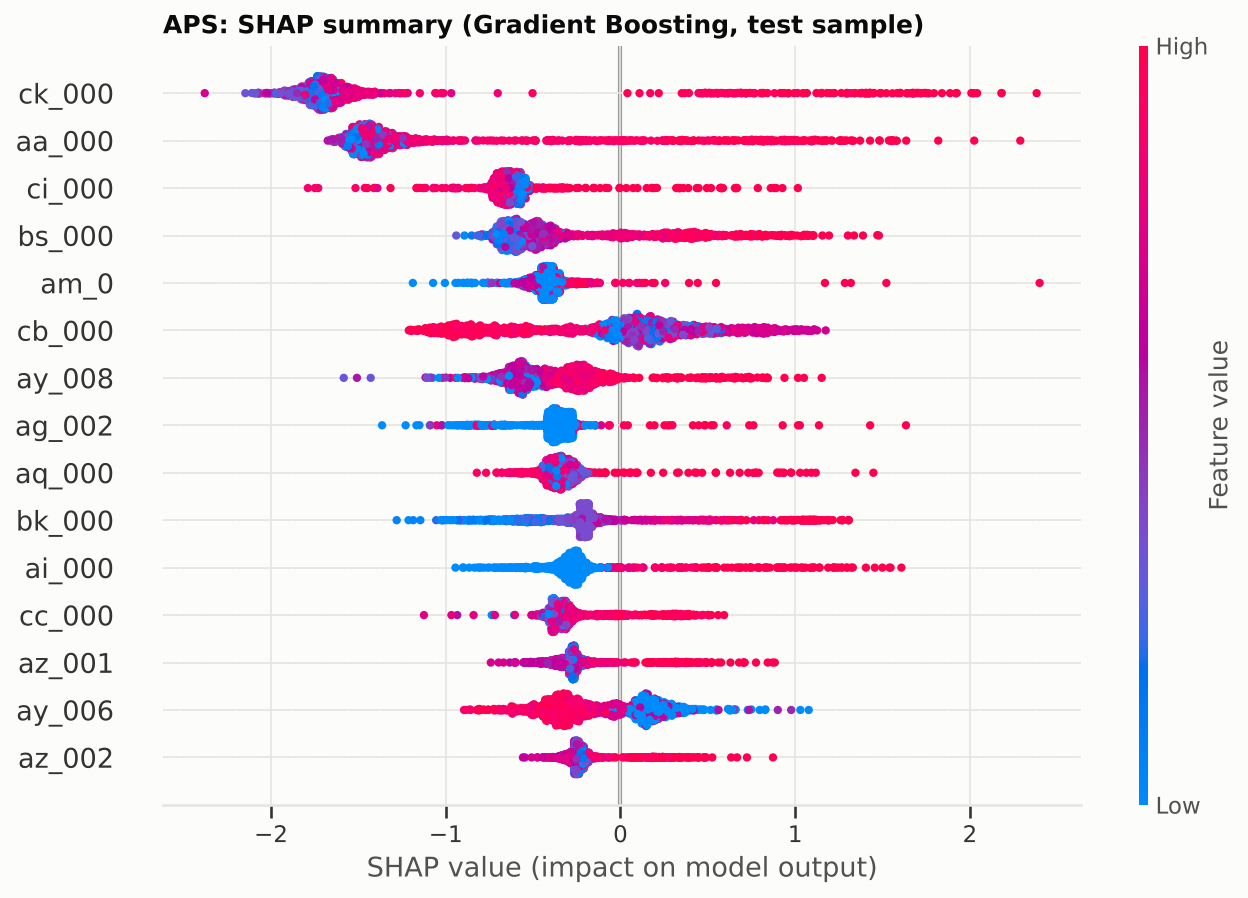 APS: SHAP summary (Gradient Boosting, test sample)
High
ck_000
aa_000
ci_000
bs_000
am_0
cb_000
ay_008
ag_002
aq_000
bk_000
ai_000
cc_000
az_001
ay_006
az_002
Feature value
Low
−2 −1 0 1 2
SHAP value (impact on model output)